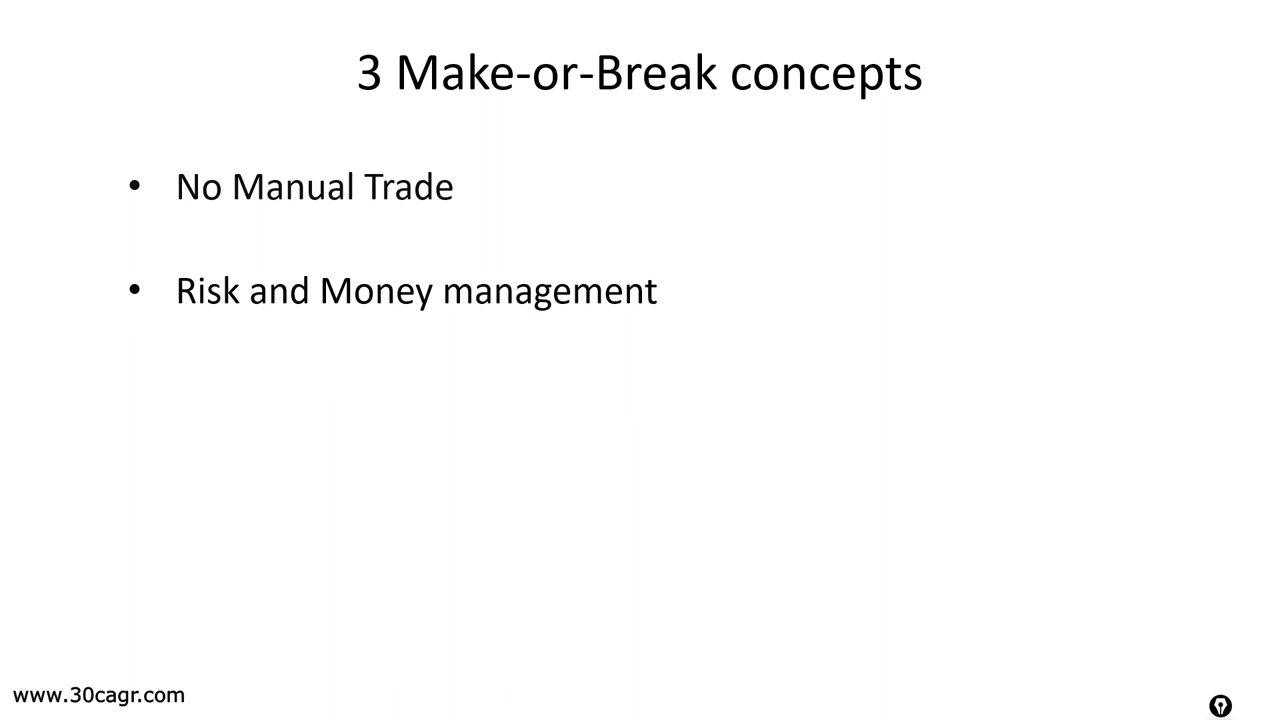 3 Make-or-Break concepts
• No Manual Trade
• Risk and Money management
www.30cagr.com